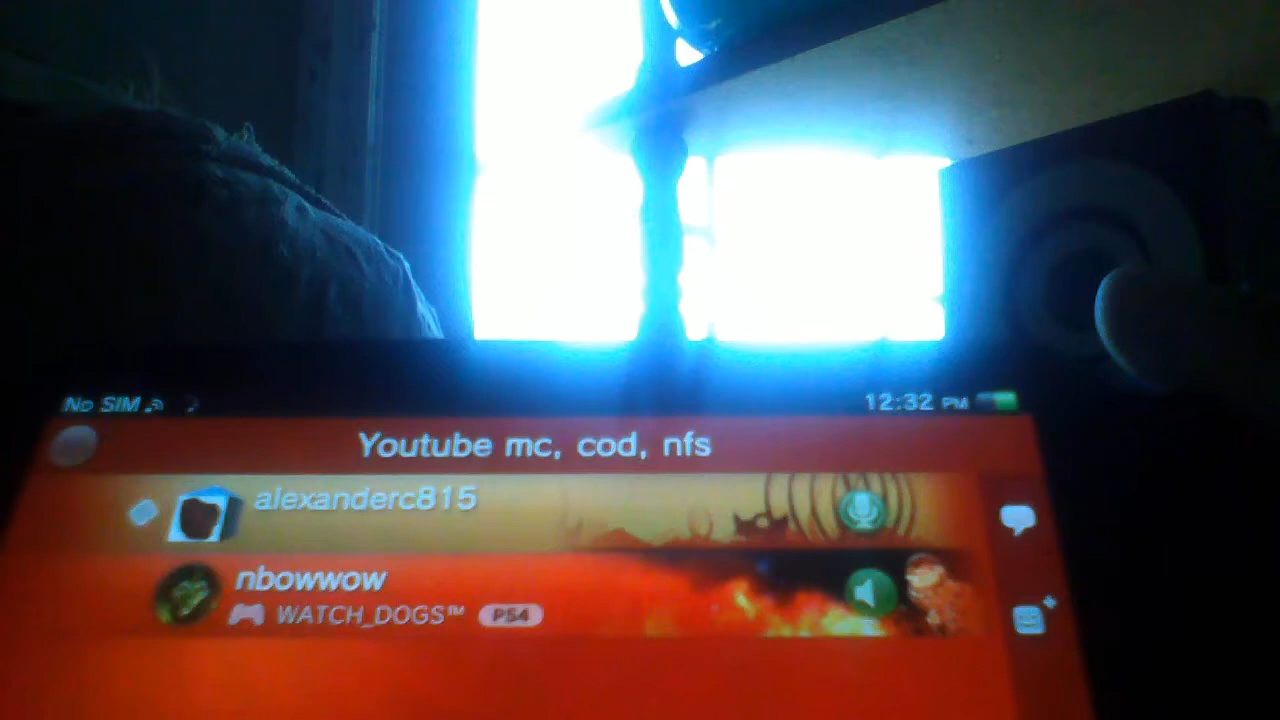 No SIM
12:32 PM
Youtube mc, cod, nfs
alexanderc815
nbowwow
WATCH_DOGS™ PS4